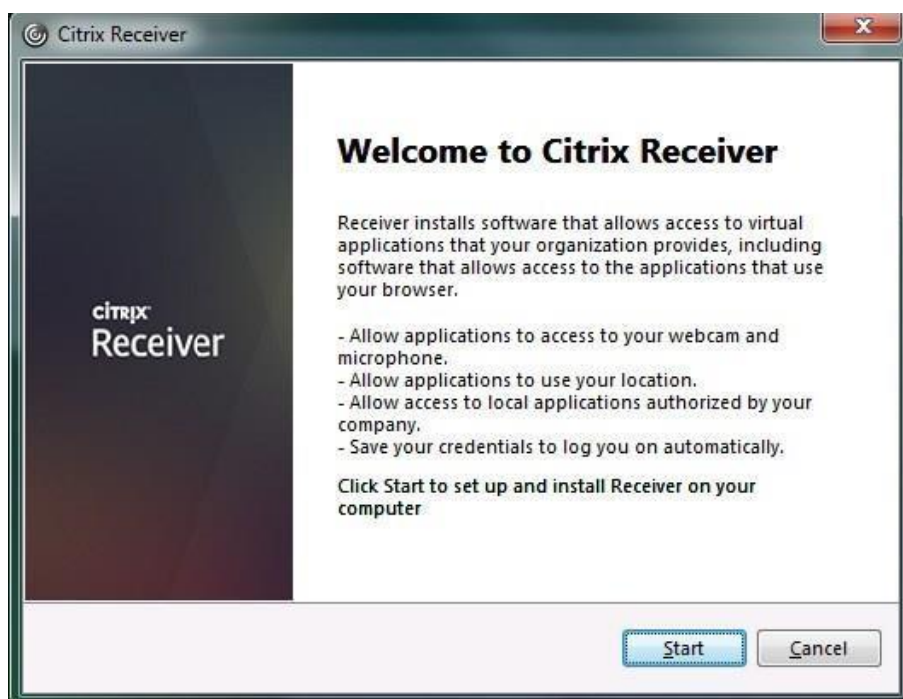 Citrix Receiver
Welcome to Citrix Receiver
Receiver installs software that allows access to virtual
applications that your organization provides, including
software that allows access to the applications that use
your browser.
CİTRIX
Receiver
- Allow applications to access to your webcam and
microphone.
- Allow applications to use your location.
- Allow access to local applications authorized by your
company.
- Save your credentials to log you on automatically.
Click Start to set up and install Receiver on your
computer
Start
Cancel